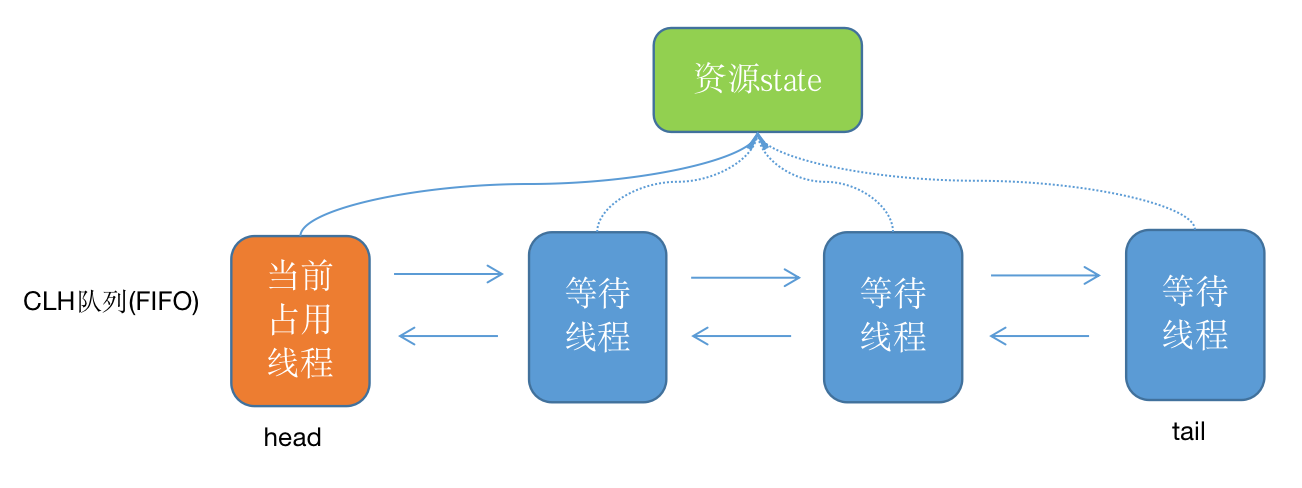 资源state
CLH队列(FIFO)
当前
占用
线程
等待
线程
等待
线程
等待
线程
head
tail